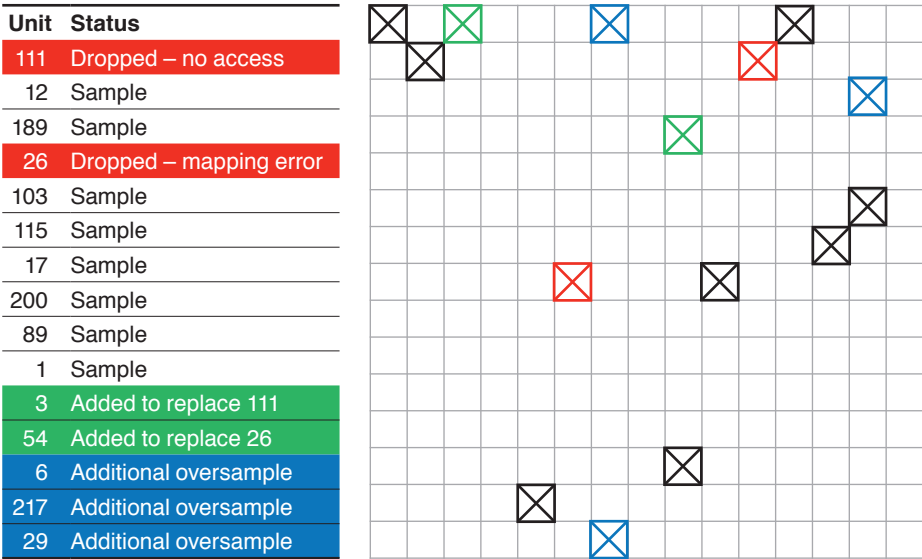 Unit Status
111 Dropped – no access
12 Sample
189 Sample
26 Dropped – mapping error
103 Sample
115 Sample
17 Sample
200 Sample
89 Sample
1 Sample
3 Added to replace 111
54 Added to replace 26
6 Additional oversample
217 Additional oversample
29 Additional oversample